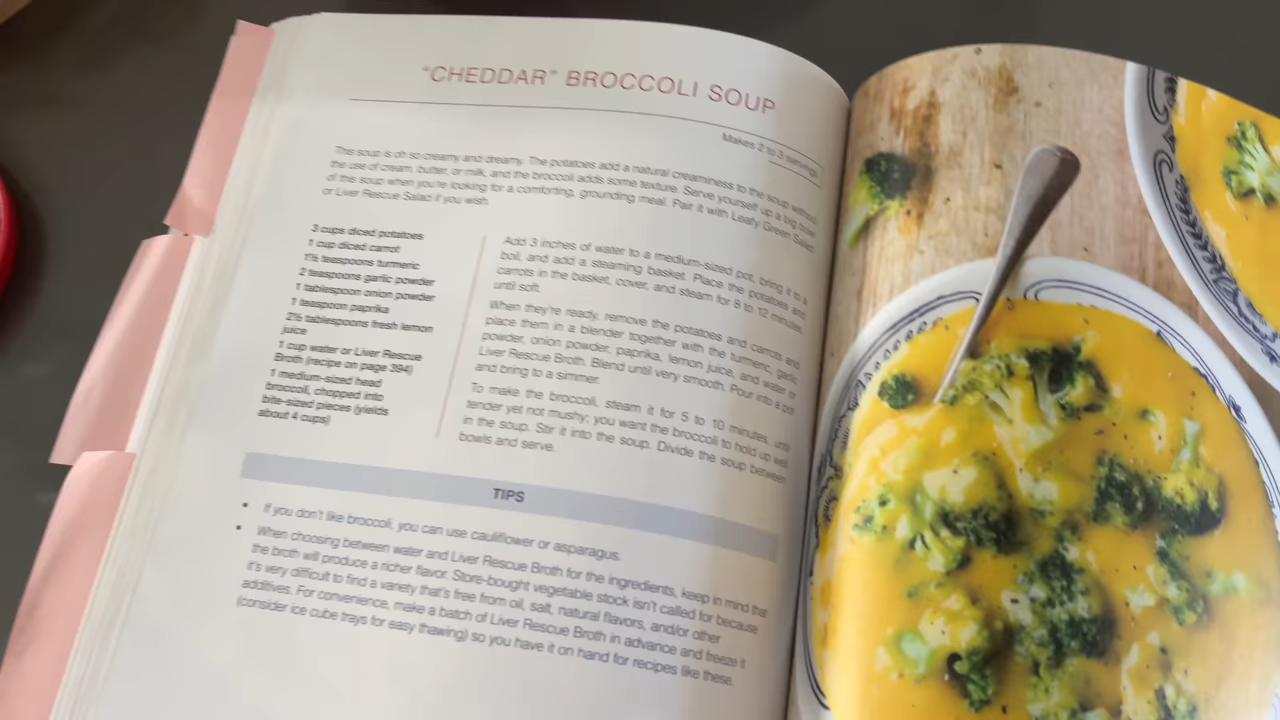 "CHEDDAR" BROCCOLI SOUP
Makes 2 to 3 servings
This soup is oh so creamy and dreamy. The potatoes add a natural creaminess to the soup without
the use of cream, butter, or milk, and the broccoli adds some texture. Serve yourself up a big bowl
of this soup when you're looking for a comforting, grounding meal. Pair it with Leafy Green Salad
or Liver Rescue Salad if you wish.
3 cups diced potatoes
1 cup diced carrot
1½ teaspoons turmeric
2 teaspoons garlic powder
1 tablespoon onion powder
1 teaspoon paprika
2½ tablespoons fresh lemon
juice
1 cup water or Liver Rescue
Broth (recipe on page 394)
1 medium-sized head
broccoli, chopped into
bite-sized pieces (yields
about 4 cups)
Add 3 inches of water to a medium-sized pot, bring it to a
boil, and add a steaming basket. Place the potatoes and
carrots in the basket, cover, and steam for 8 to 12 minutes,
until soft.
When they're ready, remove the potatoes and carrots and
place them in a blender together with the turmeric, garlic
powder, onion powder, paprika, lemon juice, and water or
Liver Rescue Broth. Blend until very smooth. Pour into a pot
and bring to a simmer.
To make the broccoli, steam it for 5 to 10 minutes, until
tender yet not mushy; you want the broccoli to hold up well
in the soup. Stir it into the soup. Divide the soup between
bowls and serve.
TIPS
• If you don't like broccoli, you can use cauliflower or asparagus.
• When choosing between water and Liver Rescue Broth for the ingredients, keep in mind that
the broth will produce a richer flavor. Store-bought vegetable stock isn't called for because
it's very difficult to find a variety that's free from oil, salt, natural flavors, and/or other
additives. For convenience, make a batch of Liver Rescue Broth in advance and freeze it
(consider ice cube trays for easy thawing) so you have it on hand for recipes like these.